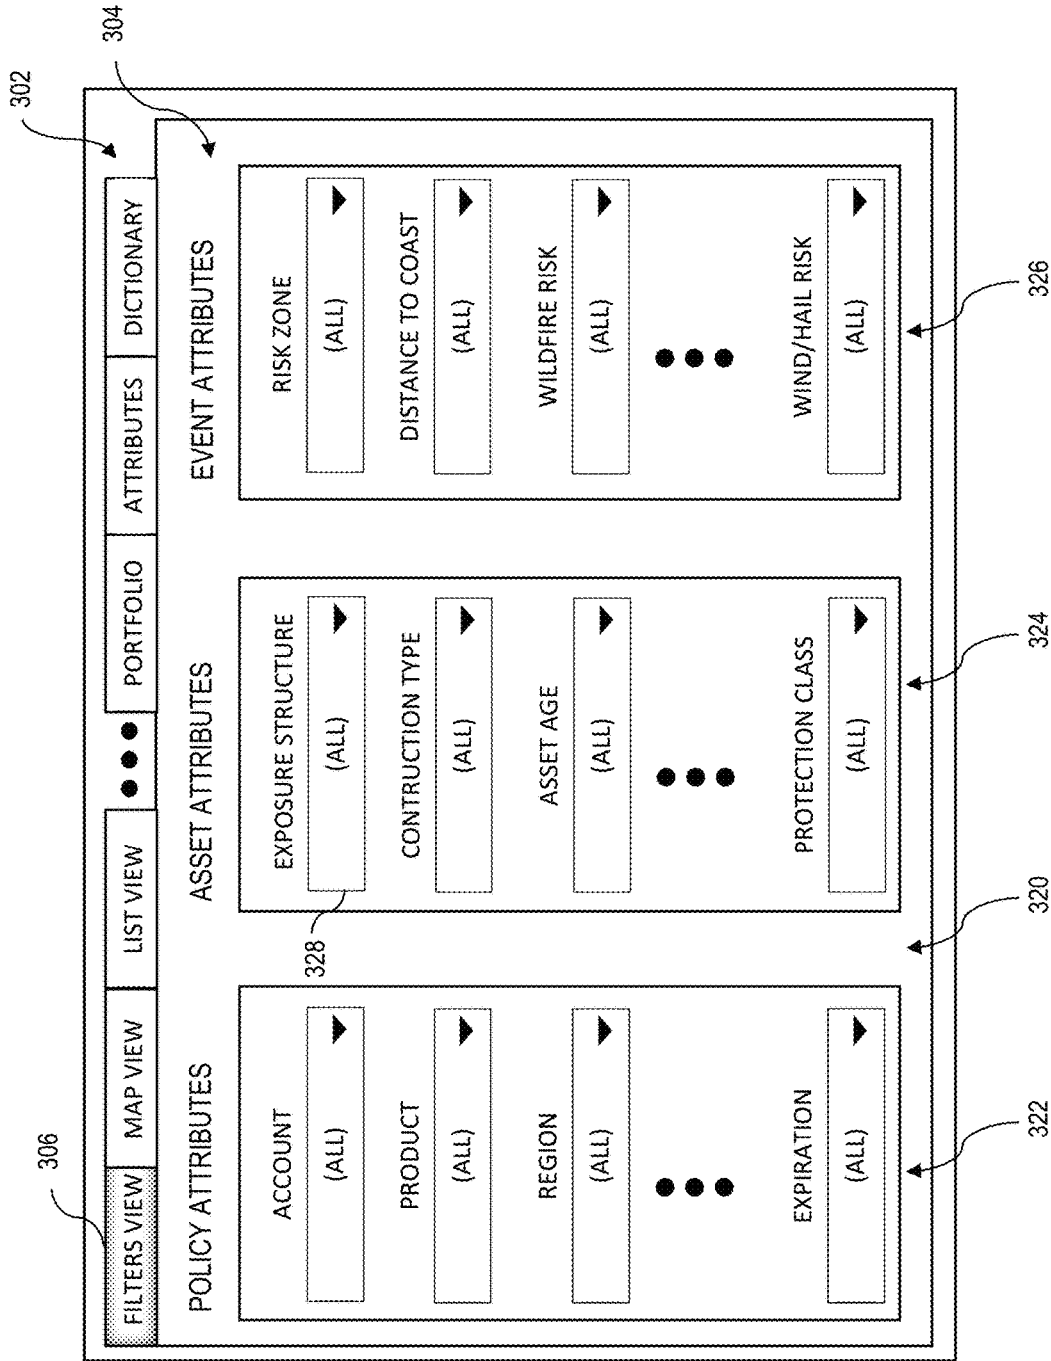 302
304
306
FILTERS VIEW
MAP VIEW
LIST VIEW
PORTFOLIO
ATTRIBUTES
DICTIONARY
POLICY ATTRIBUTES
ACCOUNT
(ALL)
PRODUCT
(ALL)
REGION
(ALL)
EXPIRATION
(ALL)
322
320
ASSET ATTRIBUTES
EXPOSURE STRUCTURE
(ALL)
328
CONTRUCTION TYPE
(ALL)
ASSET AGE
(ALL)
PROTECTION CLASS
(ALL)
324
EVENT ATTRIBUTES
RISK ZONE
(ALL)
DISTANCE TO COAST
(ALL)
WILDFIRE RISK
(ALL)
WIND/HAIL RISK
(ALL)
326